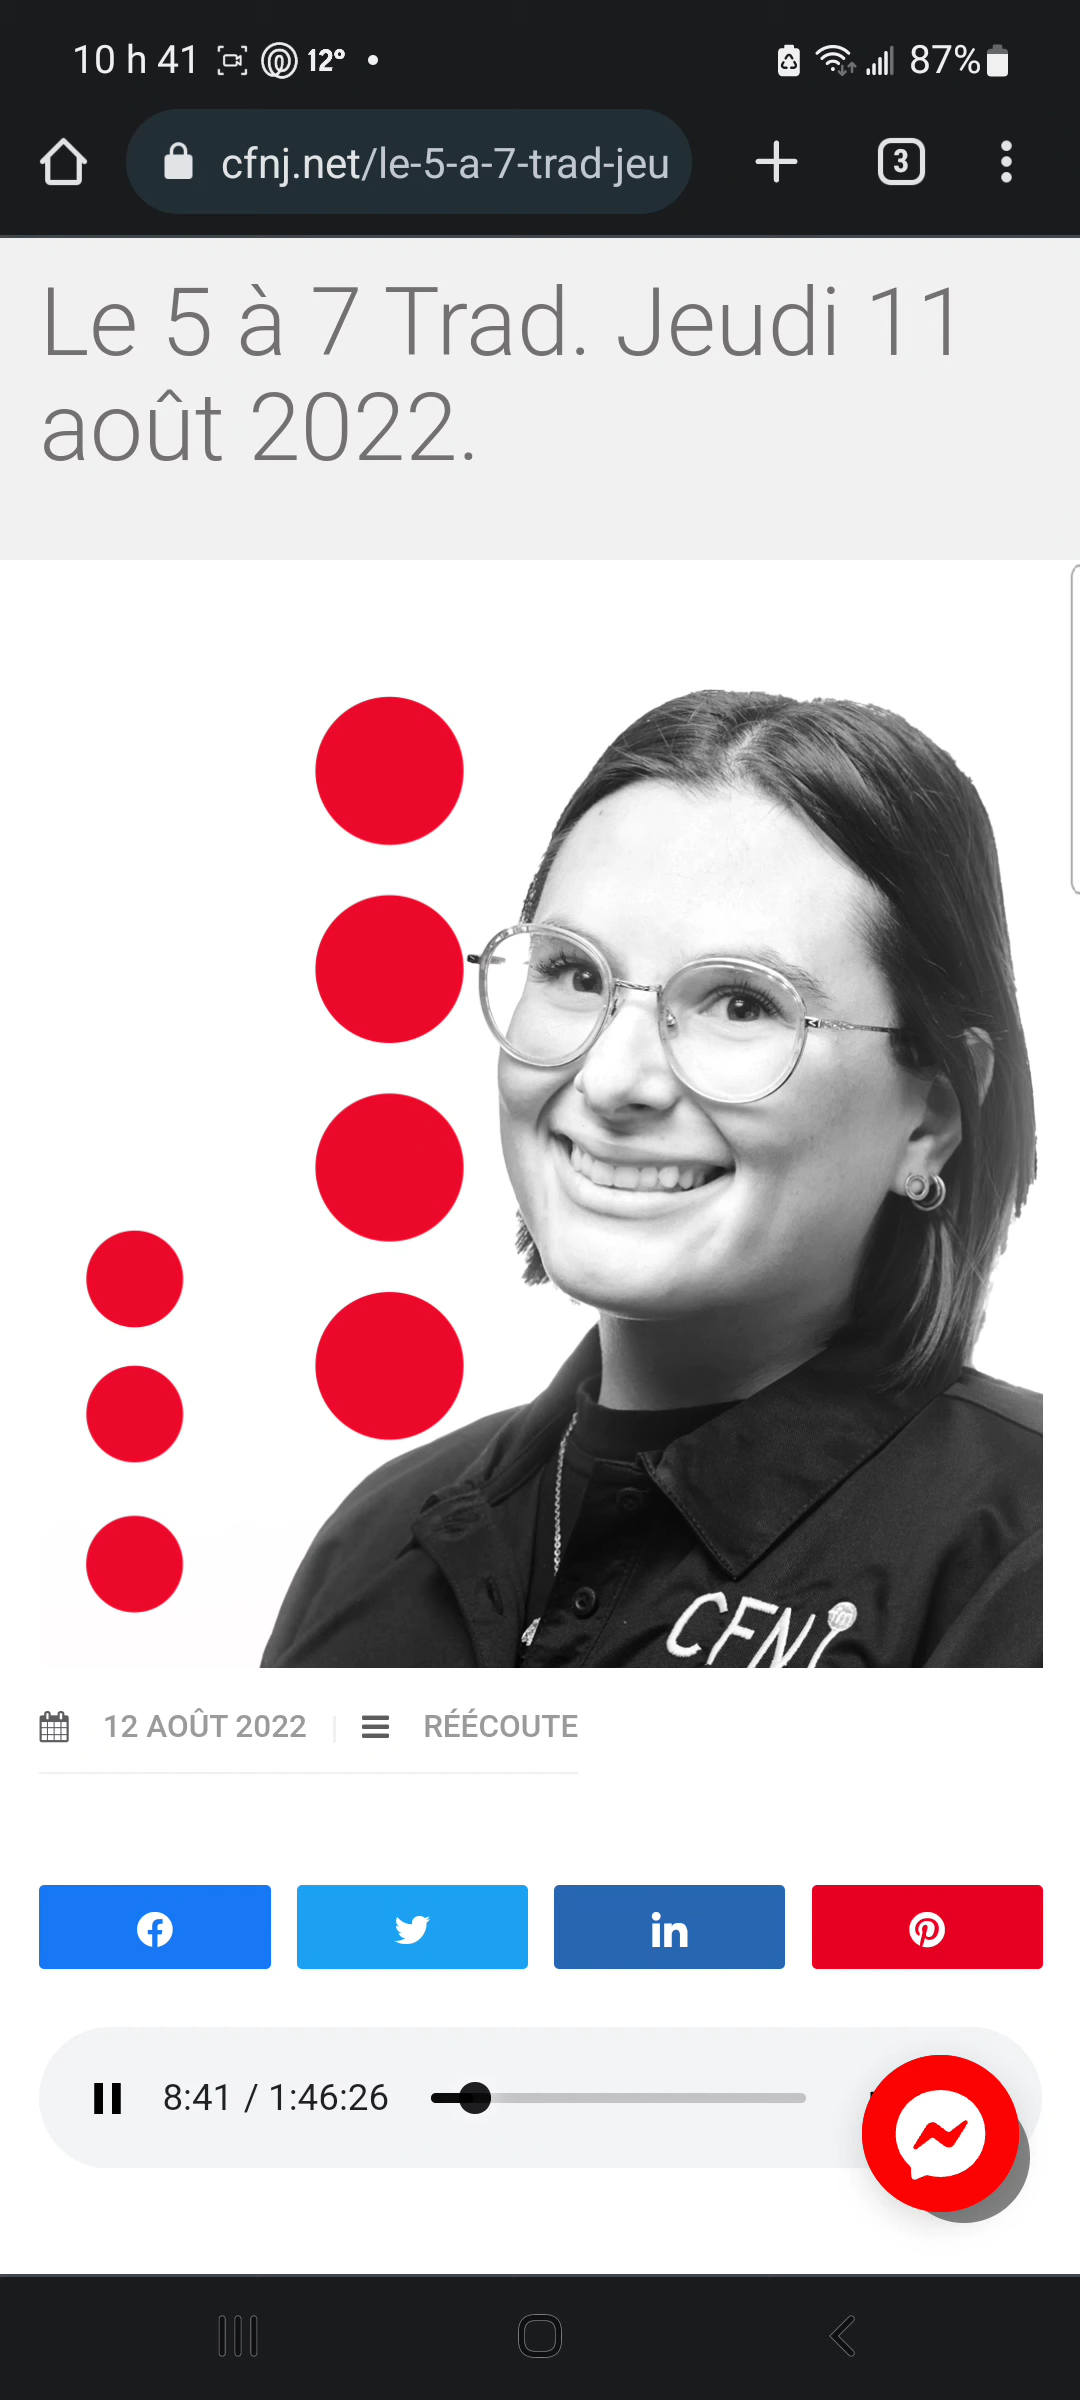 10 h 41 12° 87%
cfnj.net/le-5-a-7-trad-jeu 3
Le 5 à 7 Trad. Jeudi 11
août 2022.
CFNJ fm
12 AOÛT 2022 RÉÉCOUTE
in
8:41 / 1:46:26